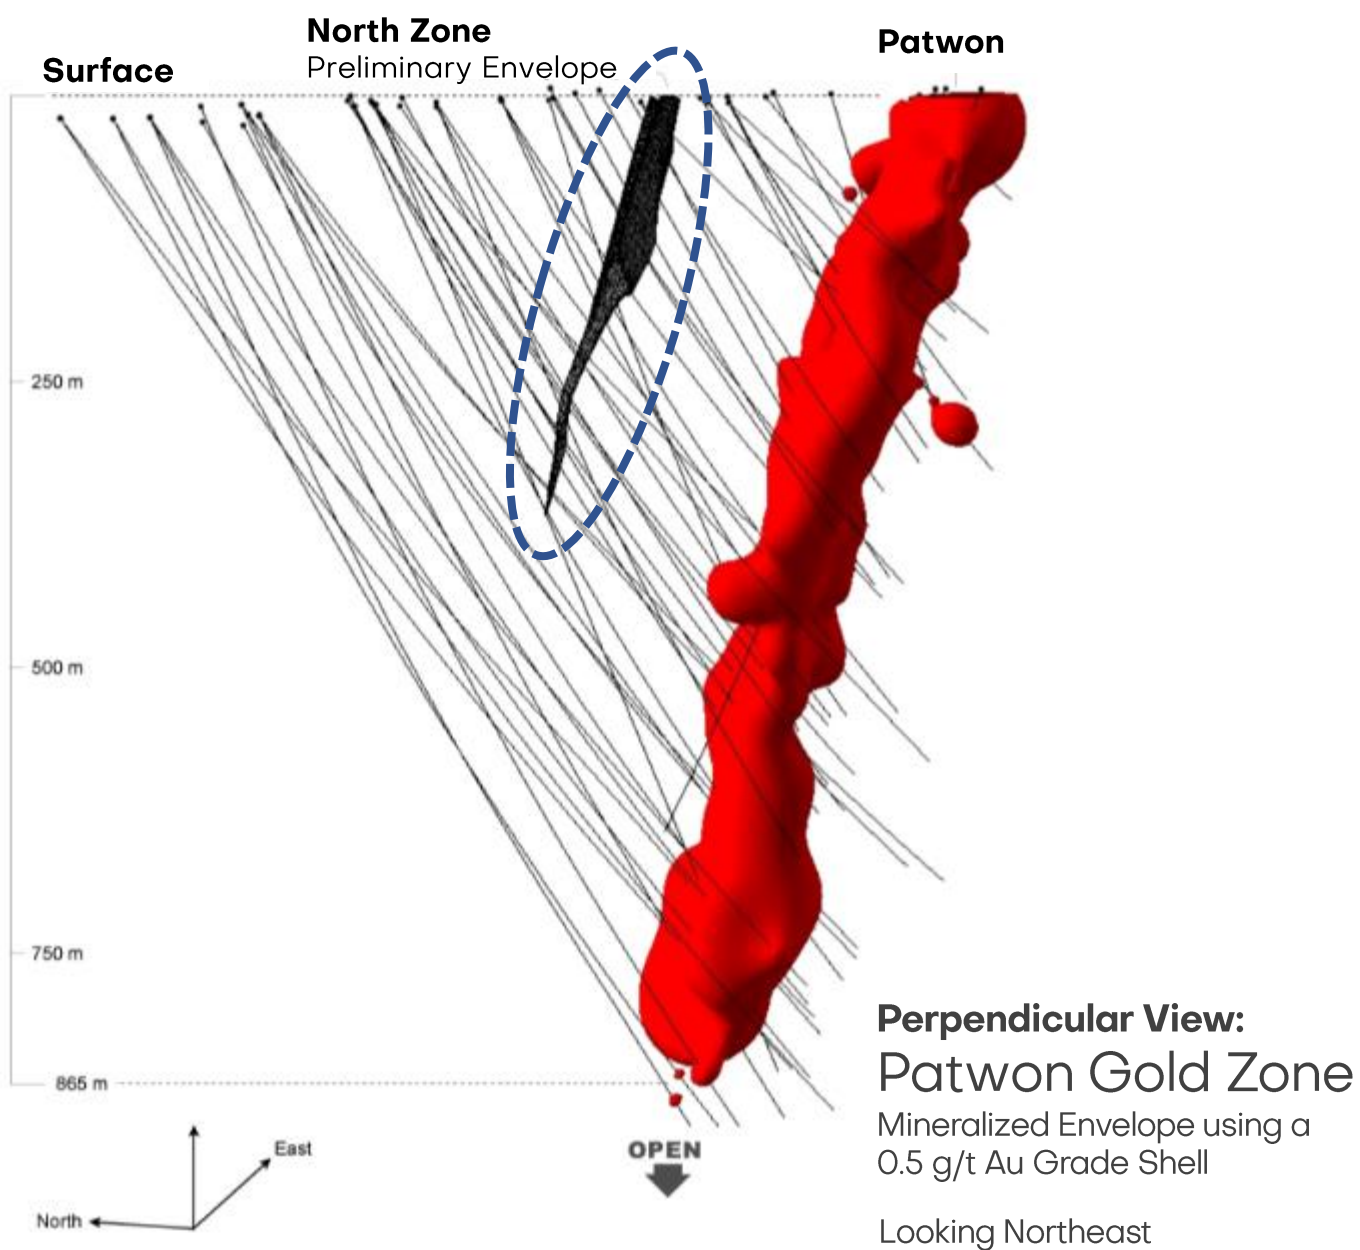 North Zone
Preliminary Envelope
Patwon
Surface
250 m
500 m
750 m
865 m
OPEN
East
North
Perpendicular View:
Patwon Gold Zone
Mineralized Envelope using a
0.5 g/t Au Grade Shell
Looking Northeast